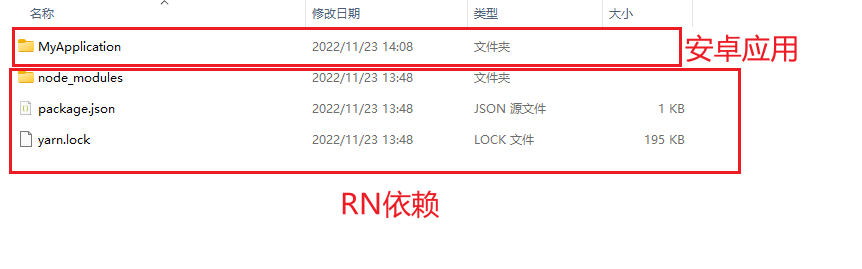 名称 修改日期 类型 大小
MyApplication 2022/11/23 14:08 文件夹
安卓应用
node_modules 2022/11/23 13:48 文件夹
package.json 2022/11/23 13:48 JSON 源文件 1 KB
yarn.lock 2022/11/23 13:48 LOCK 文件 195 KB
RN依赖